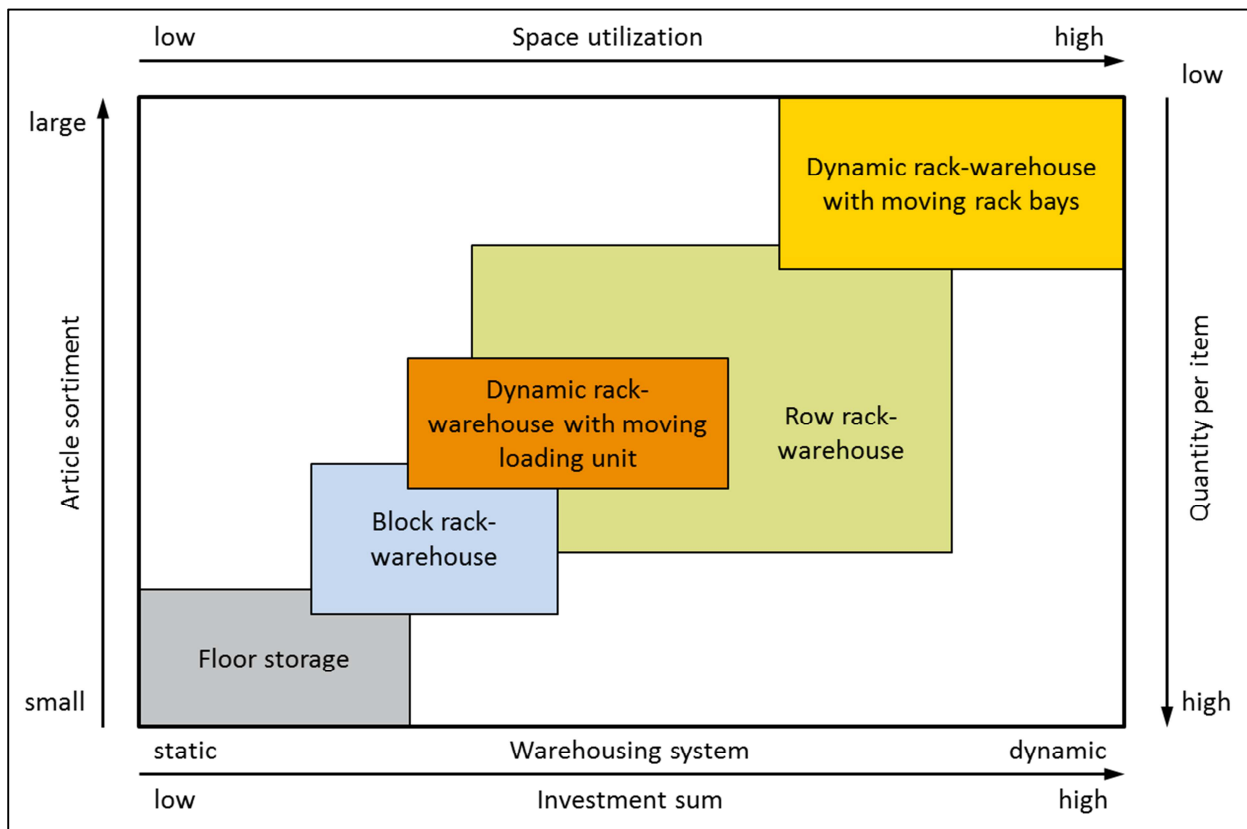 low
Space utilization
high
low
large
Dynamic rack-warehouse
with moving rack bays
Article sortiment
Dynamic rack-
warehouse with moving
loading unit
Row rack-
warehouse
Quantity per item
Block rack-
warehouse
Floor storage
small
high
static
Warehousing system
dynamic
low
Investment sum
high